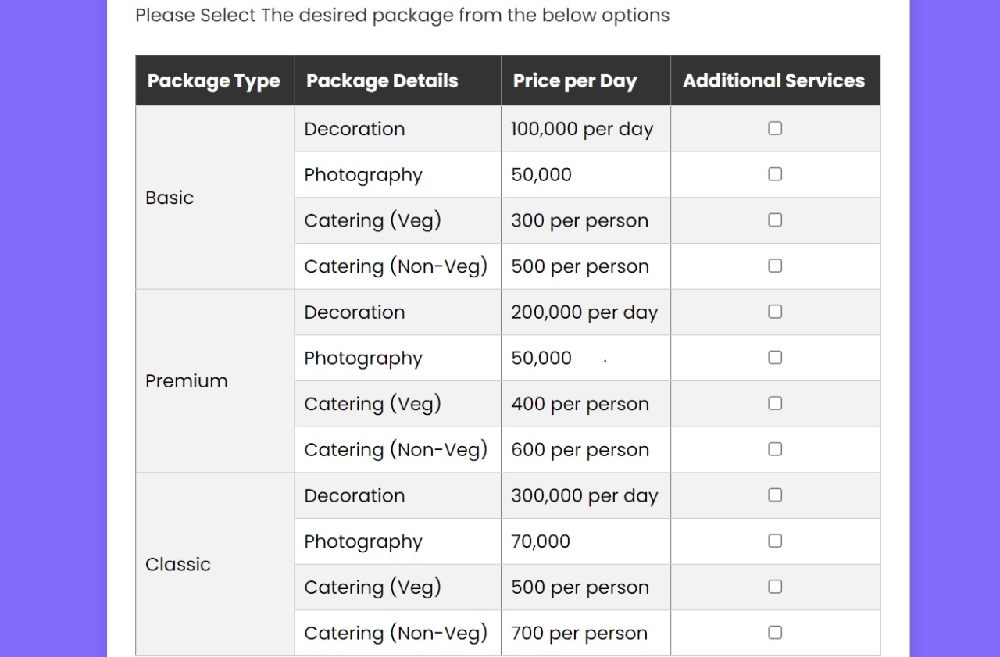 Please Select The desired package from the below options
Package Type Package Details Price per Day Additional Services
Basic
Decoration 100,000 per day
Photography 50,000
Catering (Veg) 300 per person
Catering (Non-Veg) 500 per person
Premium
Decoration 200,000 per day
Photography 50,000
Catering (Veg) 400 per person
Catering (Non-Veg) 600 per person
Classic
Decoration 300,000 per day
Photography 70,000
Catering (Veg) 500 per person
Catering (Non-Veg) 700 per person